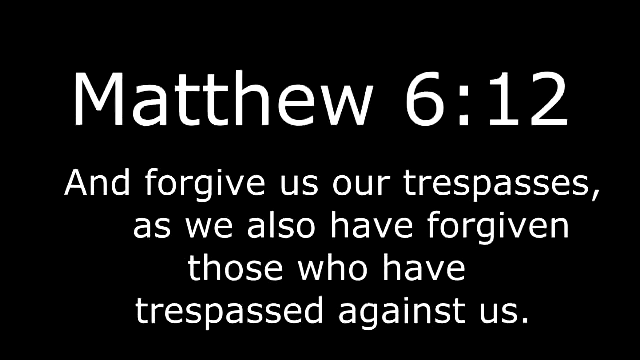 Matthew 6:12
And forgive us our trespasses,
as we also have forgiven
those who have
trespassed against us.